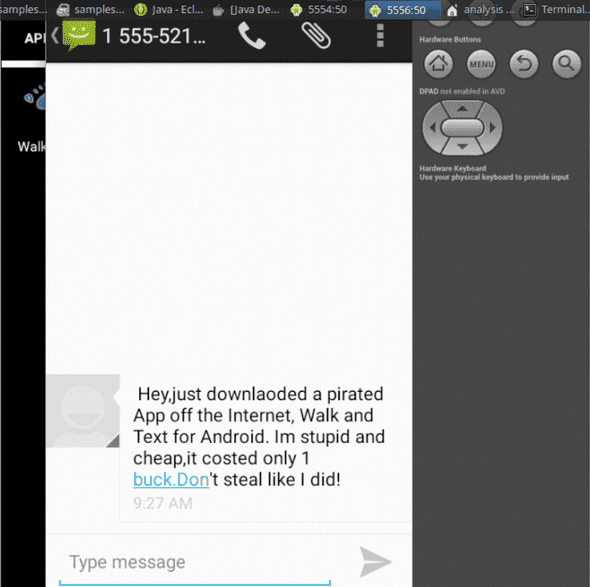 samples... samples... Java - Ecl... [Java De... 5554:50 5556:50 analysis ... Terminal...
API
1 555-521...
Hardware Buttons
MENU
DPAD not enabled in AVD
Walk
Hardware Keyboard
Use your physical keyboard to provide input
Hey,just downlaoded a pirated
App off the Internet, Walk and
Text for Android. Im stupid and
cheap,it costed only 1
buck.Don't steal like I did!
9:27 AM
Type message